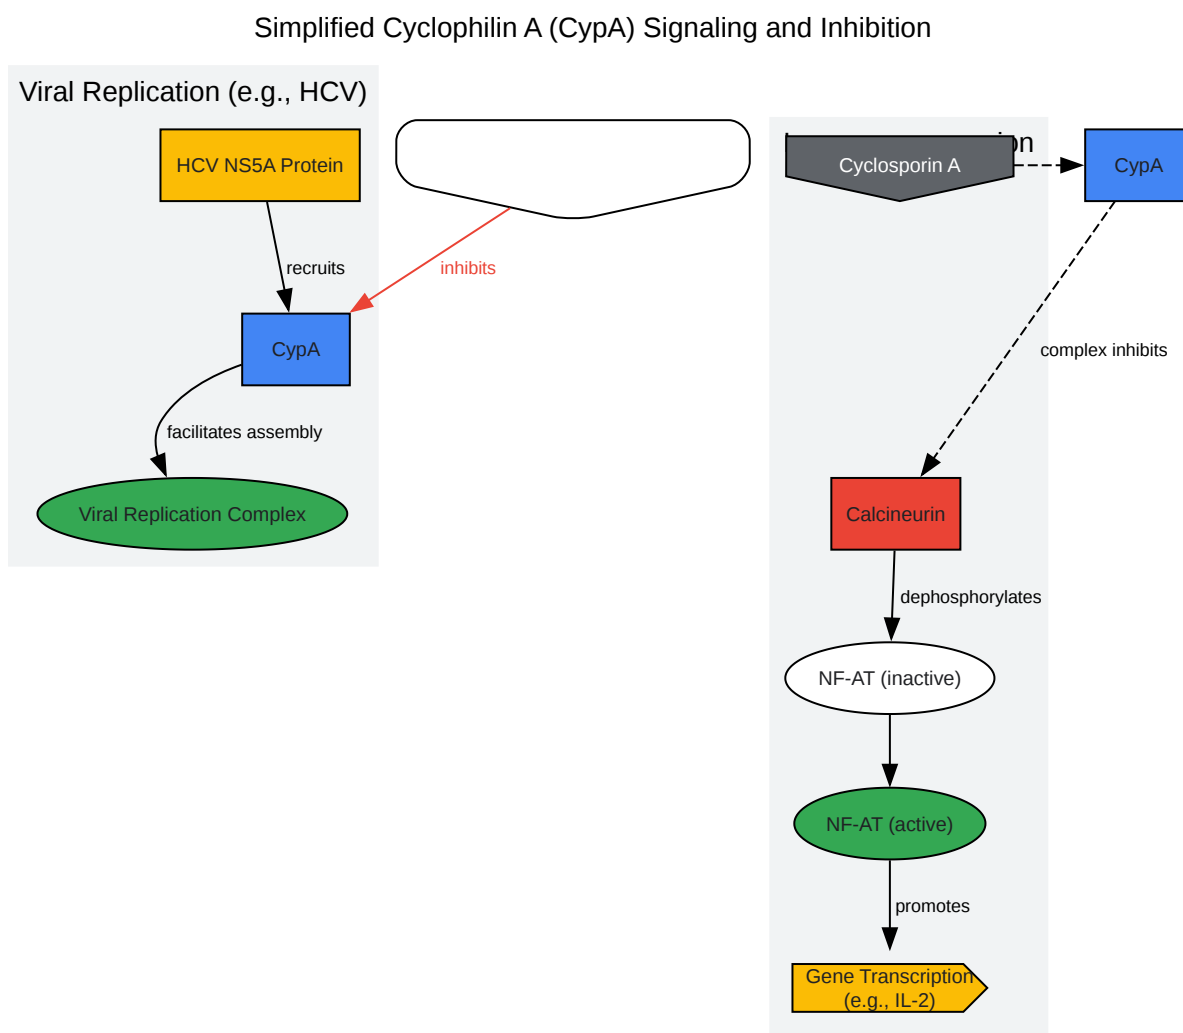 Simplified Cyclophilin A (CypA) Signaling and Inhibition
Viral Replication (e.g., HCV)
HCV NS5A Protein
recruits
CypA
facilitates assembly
Viral Replication Complex
inhibits
Cyclosporin A
CypA
complex inhibits
Calcineurin
dephosphorylates
NF-AT (inactive)
NF-AT (active)
promotes
Gene Transcription
(e.g., IL-2)